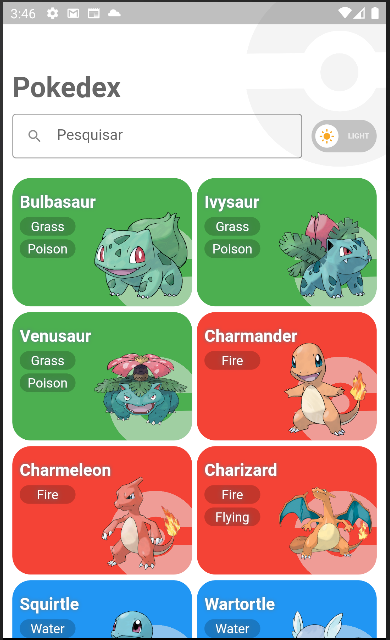 3:46
Pokedex
Pesquisar
LIGHT
Bulbasaur
Grass
Poison
Ivysaur
Grass
Poison
Venusaur
Grass
Poison
Charmander
Fire
Charmeleon
Fire
Charizard
Fire
Flying
Squirtle
Water
Wartortle
Water